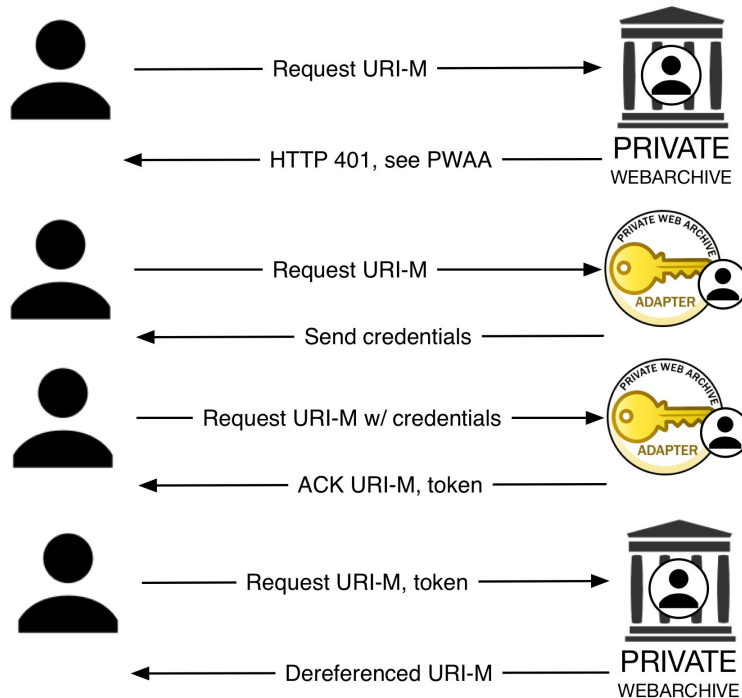 Request URI-M
HTTP 401, see PWAA
PRIVATE
WEBARCHIVE
Request URI-M
PRIVATE WEB ARCHIVE
ADAPTER
Send credentials
Request URI-M w/ credentials
PRIVATE WEB ARCHIVE
ADAPTER
ACK URI-M, token
Request URI-M, token
Dereferenced URI-M
PRIVATE
WEBARCHIVE